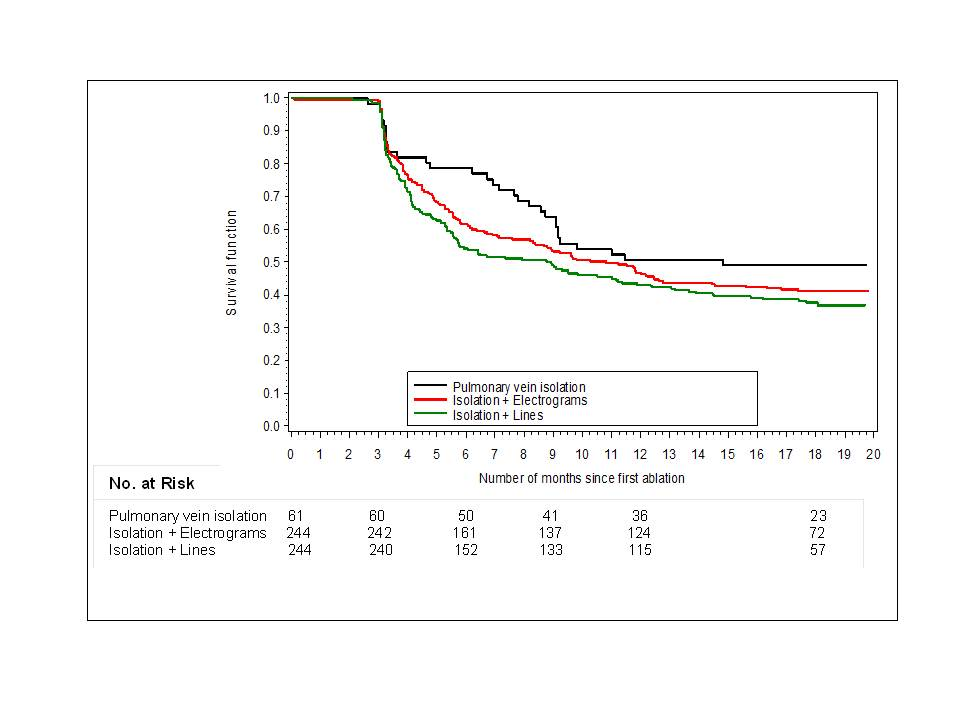 1.0
0.9
0.8
0.7
0.6
0.5
0.4
0.3
0.2
0.1
0.0
Survival function
Pulmonary vein isolation
Isolation + Electrograms
Isolation + Lines
0 1 2 3 4 5 6 7 8 9 10 11 12 13 14 15 16 17 18 19 20
Number of months since first ablation
No. at Risk
Pulmonary vein isolation 61 60 50 41 36 23
Isolation + Electrograms 244 242 161 137 124 72
Isolation + Lines 244 240 152 133 115 57